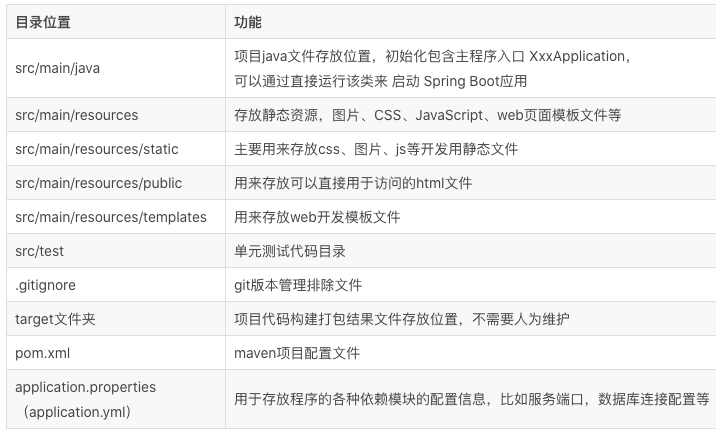 目录位置 功能
src/main/java 项目java文件存放位置，初始化包含主程序入口 XxxApplication，
可以通过直接运行该类来 启动 Spring Boot应用
src/main/resources 存放静态资源，图片、CSS、JavaScript、web页面模板文件等
src/main/resources/static 主要用来存放css、图片、js等开发用静态文件
src/main/resources/public 用来存放可以直接用于访问的html文件
src/main/resources/templates 用来存放web开发模板文件
src/test 单元测试代码目录
.gitignore git版本管理排除文件
target文件夹 项目代码构建打包结果文件存放位置，不需要人为维护
pom.xml maven项目配置文件
application.properties
（application.yml） 用于存放程序的各种依赖模块的配置信息，比如服务端口，数据库连接配置等